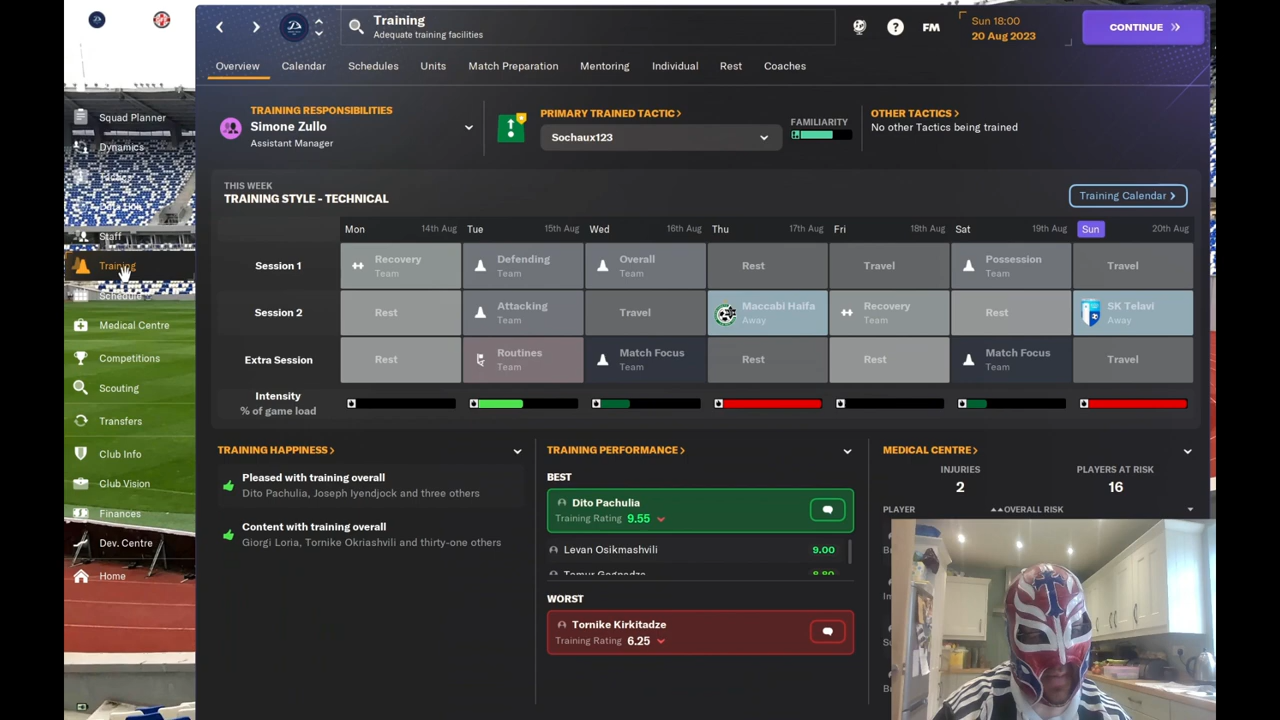 Training
Adequate training facilities
FM
Sun 18:00
20 Aug 2023
CONTINUE
Overview
Calendar
Schedules
Units
Match Preparation
Mentoring
Individual
Rest
Coaches
Squad Planner
Dynamics
Staff
Training
Schedule
Medical Centre
Competitions
Scouting
Transfers
Club Info
Club Vision
Finances
Dev. Centre
Home
TRAINING RESPONSIBILITIES
Simone Zullo
Assistant Manager
PRIMARY TRAINED TACTIC
Sochaux123
FAMILIARITY
OTHER TACTICS
No other Tactics being trained
THIS WEEK
TRAINING STYLE - TECHNICAL
Training Calendar
Mon 14th Aug
Tue 15th Aug
Wed 16th Aug
Thu 17th Aug
Fri 18th Aug
Sat 19th Aug
Sun 20th Aug
Session 1
Recovery
Team
Defending
Team
Overall
Team
Rest
Travel
Possession
Team
Travel
Session 2
Rest
Attacking
Team
Travel
Maccabi Haifa
Away
Recovery
Team
Rest
SK Telavi
Away
Extra Session
Rest
Routines
Team
Match Focus
Team
Rest
Rest
Match Focus
Team
Travel
Intensity
% of game load
TRAINING HAPPINESS
Pleased with training overall
Dito Pachulia, Joseph Iyendjock and three others
Content with training overall
Giorgi Loria, Tornike Okriashvili and thirty-one others
TRAINING PERFORMANCE
BEST
Dito Pachulia
Training Rating 9.55
Levan Osikmashvili 9.00
WORST
Tornike Kirkitadze
Training Rating 6.25
MEDICAL CENTRE
INJURIES
2
PLAYERS AT RISK
16
PLAYER
OVERALL RISK